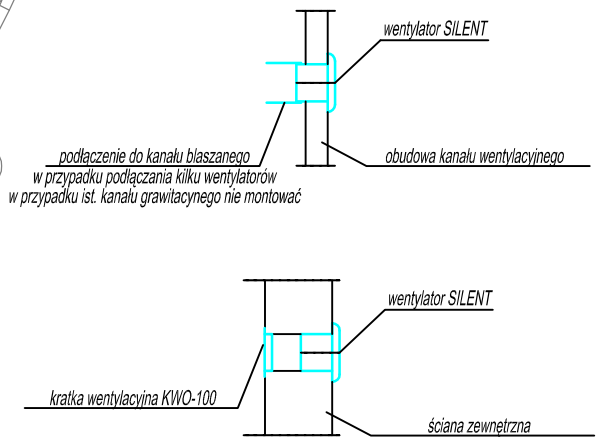 wentylator SILENT
podłączenie do kanału blaszanego
w przypadku podłączania kilku wentylatorów
w przypadku ist. kanału grawitacynego nie montować
obudowa kanału wentylacyjnego
wentylator SILENT
kratka wentylacyjna KWO-100
ściana zewnętrzna